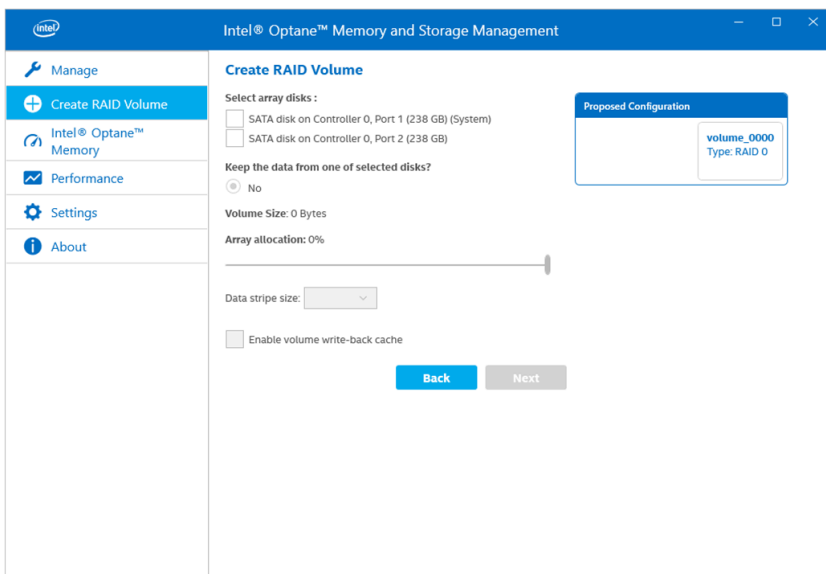 intel
Intel® Optane™ Memory and Storage Management
Manage
Create RAID Volume
Intel® Optane™
Memory
Performance
Settings
About
Create RAID Volume
Select array disks :
SATA disk on Controller 0, Port 1 (238 GB) (System)
SATA disk on Controller 0, Port 2 (238 GB)
Keep the data from one of selected disks?
No
Volume Size: 0 Bytes
Array allocation: 0%
Data stripe size:
Enable volume write-back cache
Back
Next
Proposed Configuration
volume_0000
Type: RAID 0